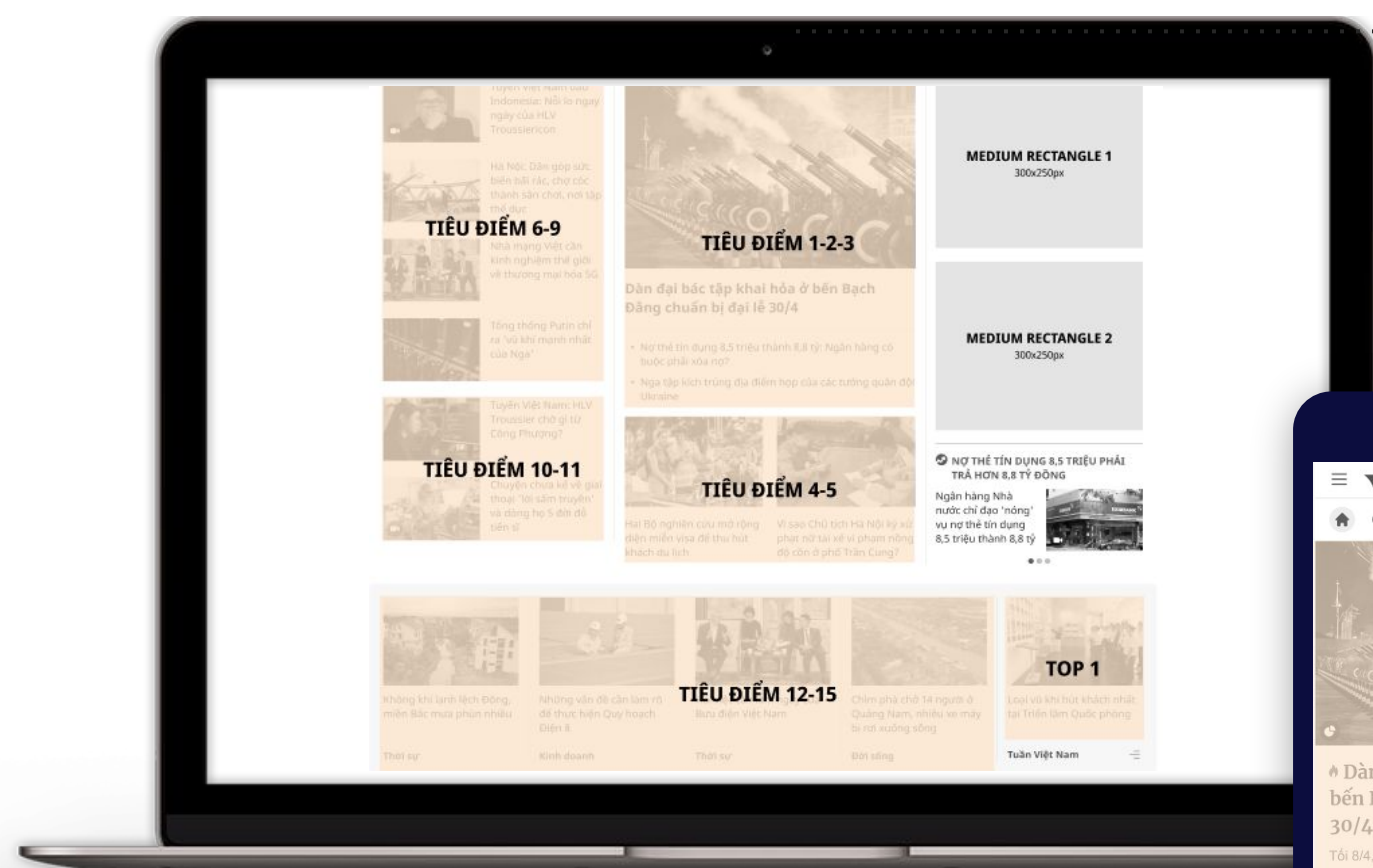 Tuyển Việt Nam đấu
Indonesia: Nỗi lo ngay
ngáy của HLV
Troussiericon
Hà Nội: Dân góp sức
biến bãi rác, chợ cóc
thành sân chơi, nơi tập
thể dục
TIÊU ĐIỂM 6-9
Nhà mạng Việt cần
kinh nghiệm thế giới
về thương mại hóa 5G
Tổng thống Putin chỉ
ra 'vũ khí mạnh nhất
của Nga'
Tuyển Việt Nam: HLV
Troussier chờ gì từ
Công Phượng?
TIÊU ĐIỂM 10-11
Chuyện chưa kể về giai
thoại 'lời sấm truyền'
và dòng họ 5 đời đỗ
tiến sĩ
TIÊU ĐIỂM 1-2-3
Dàn đại bác tập khai hỏa ở bến Bạch
Đằng chuẩn bị đại lễ 30/4
• Nợ thẻ tín dụng 8,5 triệu thành 8,8 tỷ: Ngân hàng có
buộc phải xóa nợ?
• Nga tập kích trúng địa điểm họp của các tướng quân đội
Ukraine
TIÊU ĐIỂM 4-5
Hai Bộ nghiên cứu mở rộng
diện miễn visa để thu hút
khách du lịch
Vì sao Chủ tịch Hà Nội ký xử
phạt nữ tài xế vi phạm nồng
độ cồn ở phố Trần Cung?
MEDIUM RECTANGLE 1
300x250px
MEDIUM RECTANGLE 2
300x250px
NỢ THẺ TÍN DỤNG 8,5 TRIỆU PHẢI
TRẢ HƠN 8,8 TỶ ĐỒNG
Ngân hàng Nhà
nước chỉ đạo 'nóng'
vụ nợ thẻ tín dụng
8,5 triệu thành 8,8 tỷ
TIÊU ĐIỂM 12-15
Không khí lạnh lệch Đông,
miền Bắc mưa phùn nhiều
Thời sự
Những vấn đề cần làm rõ
để thực hiện Quy hoạch
Điện 8
Kinh doanh
Bưu điện Việt Nam
Thời sự
Chìm phà chở 14 người ở
Quảng Nam, nhiều xe máy
bị rơi xuống sông
Đời sống
TOP 1
Loại vũ khí hút khách nhất
tại Triển lãm Quốc phòng
Tuần Việt Nam
Dàn
bến
30/4
Tối 8/4,